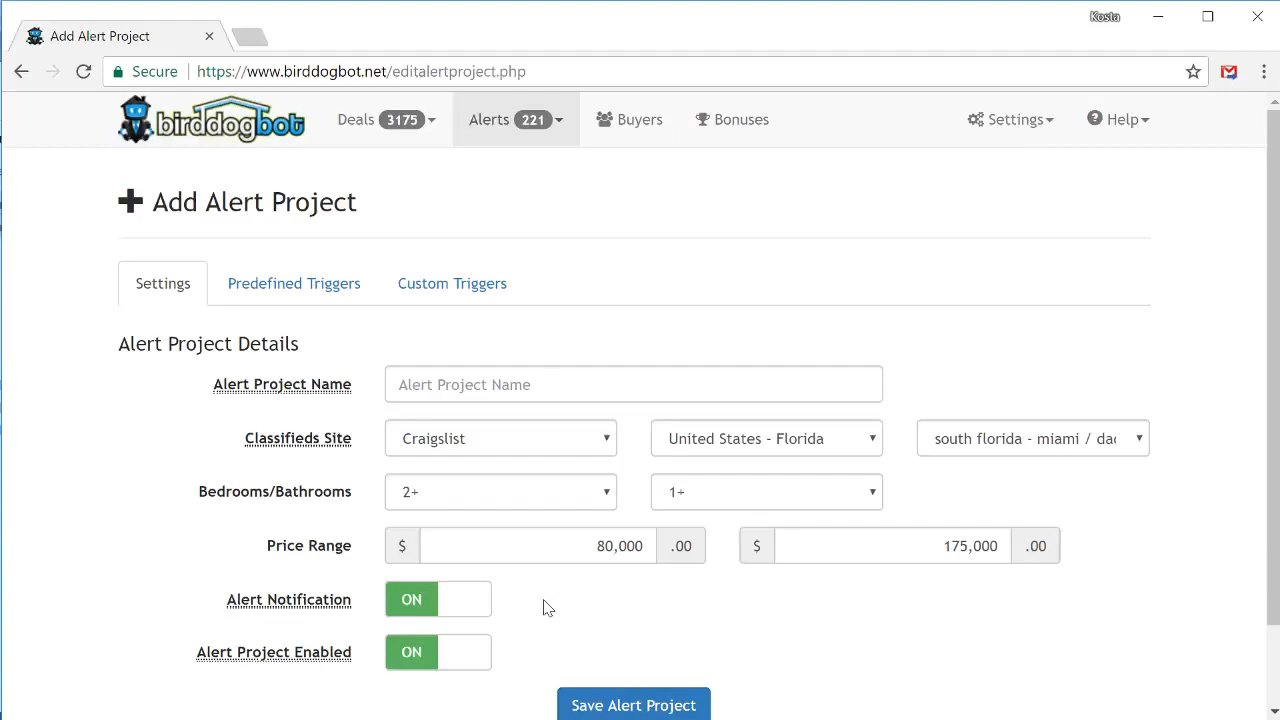 Kosta
Add Alert Project
Secure https://www.birddogbot.net/editalertproject.php
birddogbot Deals 3175 Alerts 221 Buyers Bonuses Settings Help
Add Alert Project
Settings Predefined Triggers Custom Triggers
Alert Project Details
Alert Project Name Alert Project Name
Classifieds Site Craigslist United States - Florida south florida - miami / dac
Bedrooms/Bathrooms 2+ 1+
Price Range $ 80,000 .00 $ 175,000 .00
Alert Notification ON
Alert Project Enabled ON
Save Alert Project